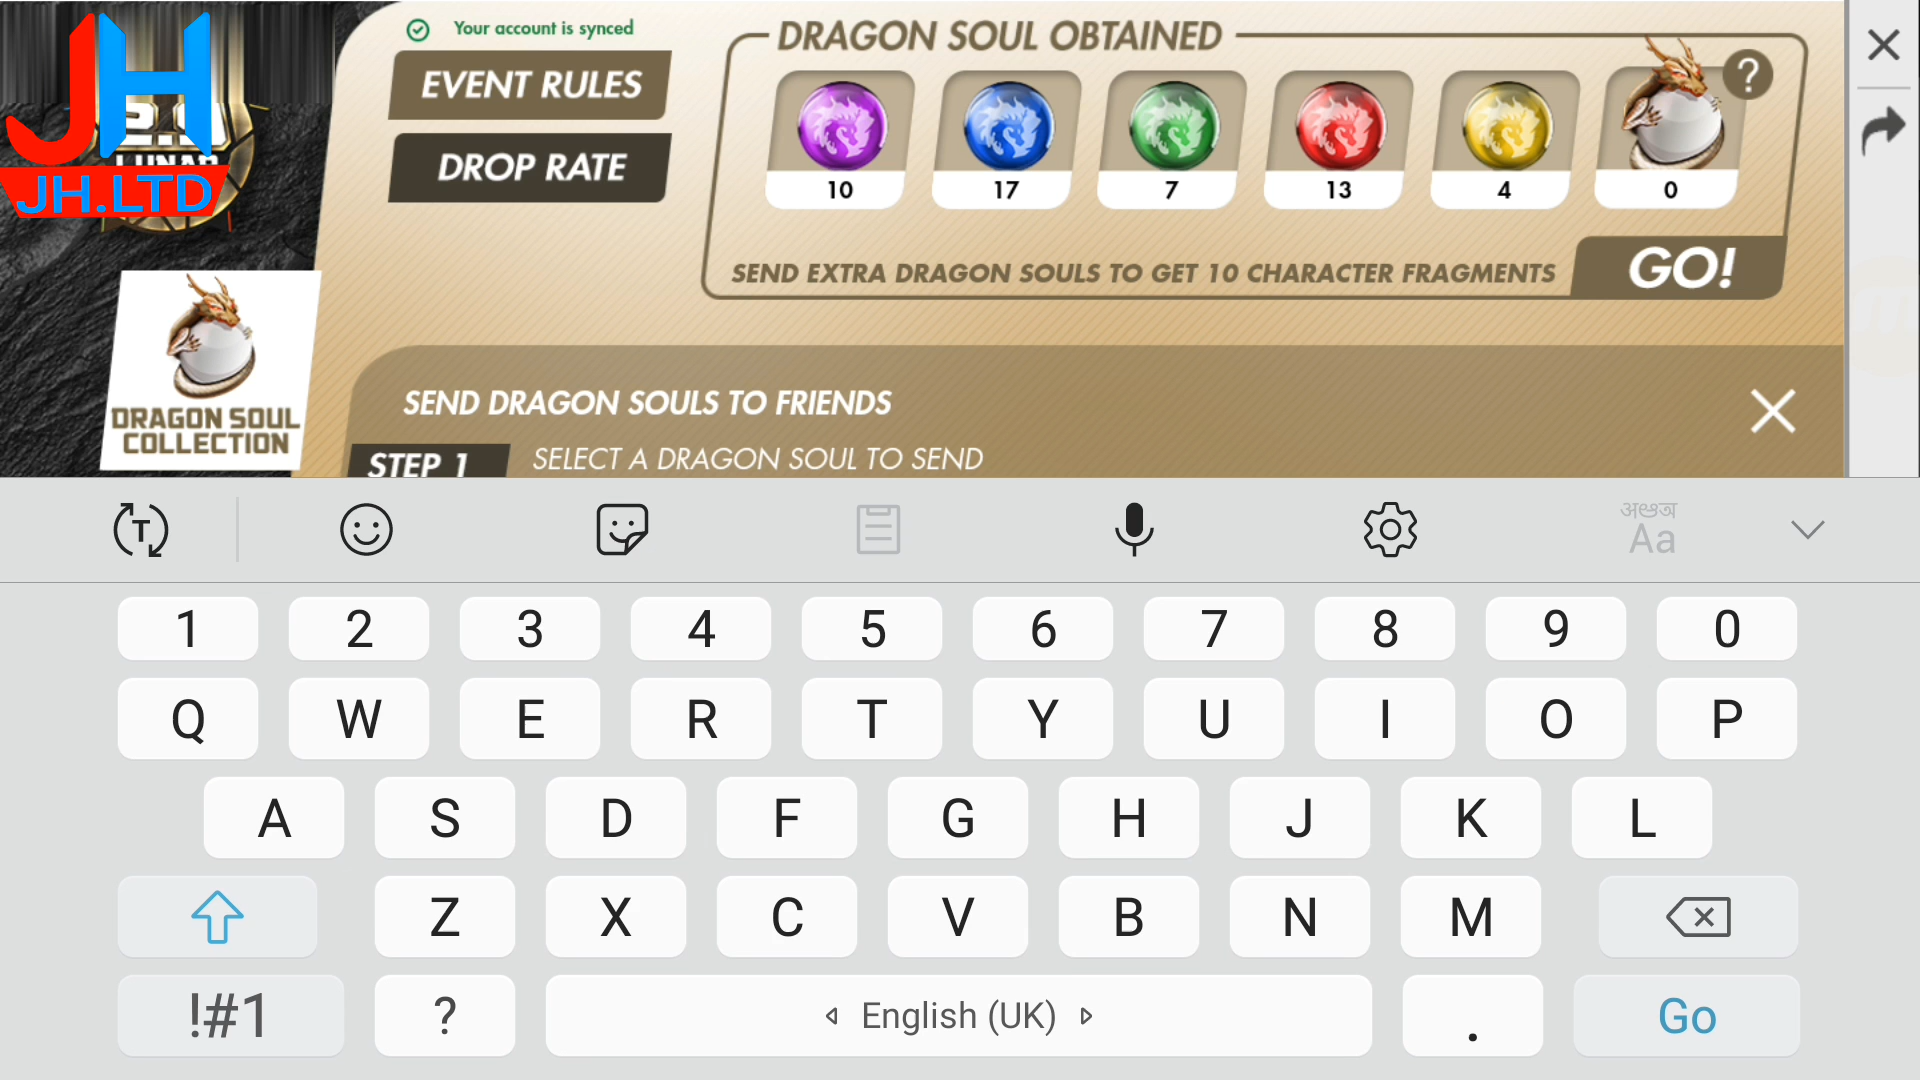 Your account is synced
EVENT RULES
DROP RATE
DRAGON SOUL OBTAINED
?
10 17 7 13 4 0
SEND EXTRA DRAGON SOULS TO GET 10 CHARACTER FRAGMENTS
GO!
JH
LUNAR
JH.LTD
DRAGON SOUL
COLLECTION
SEND DRAGON SOULS TO FRIENDS
STEP 1
SELECT A DRAGON SOUL TO SEND
T
Aa
1 2 3 4 5 6 7 8 9 0
Q W E R T Y U I O P
A S D F G H J K L
Z X C V B N M
!#1 ? English (UK) . Go